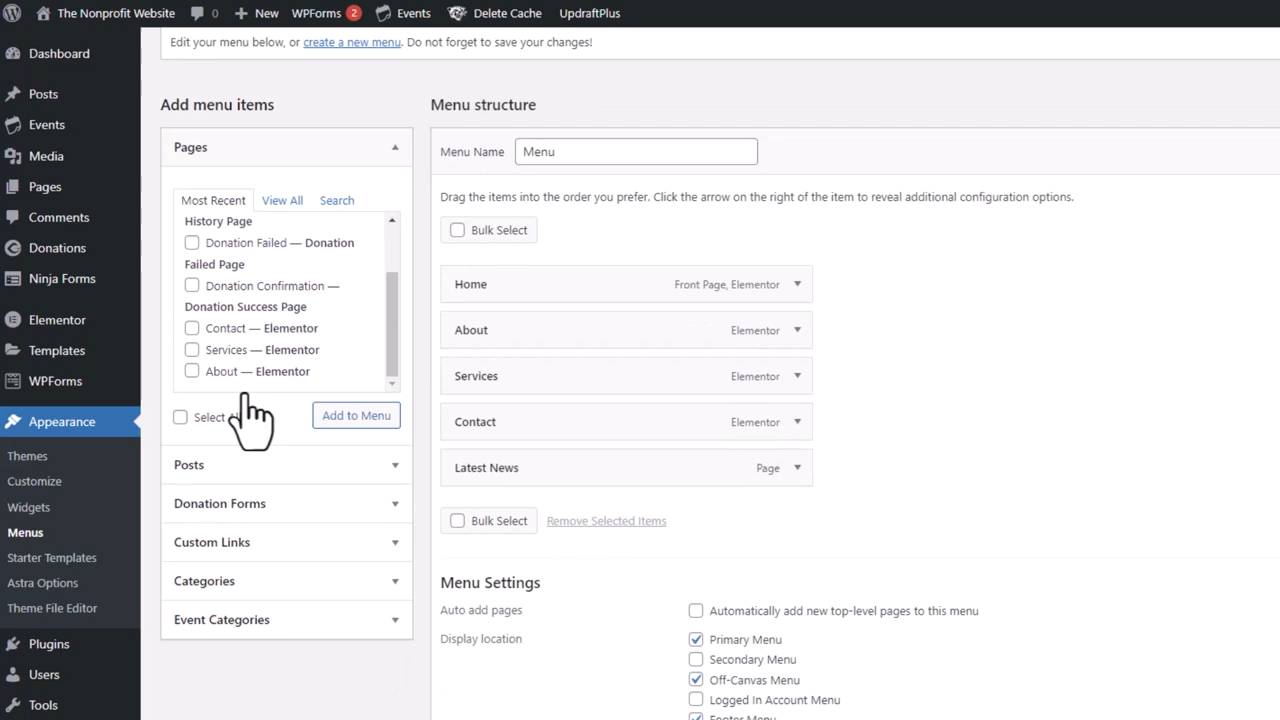 The Nonprofit Website 0 New WPForms 2 Events Delete Cache UpdraftPlus
Dashboard
Posts
Events
Media
Pages
Comments
Donations
Ninja Forms
Elementor
Templates
WPForms
Appearance
Themes
Customize
Widgets
Menus
Starter Templates
Astra Options
Theme File Editor
Plugins
Users
Tools
Edit your menu below, or create a new menu. Do not forget to save your changes!
Add menu items
Pages
Most Recent View All Search
History Page
Donation Failed — Donation
Failed Page
Donation Confirmation —
Donation Success Page
Contact — Elementor
Services — Elementor
About — Elementor
Select Add to Menu
Posts
Donation Forms
Custom Links
Categories
Event Categories
Menu structure
Menu Name Menu
Drag the items into the order you prefer. Click the arrow on the right of the item to reveal additional configuration options.
Bulk Select
Home Front Page, Elementor
About Elementor
Services Elementor
Contact Elementor
Latest News Page
Bulk Select Remove Selected Items
Menu Settings
Auto add pages Automatically add new top-level pages to this menu
Display location Primary Menu
Secondary Menu
Off-Canvas Menu
Logged In Account Menu
Footer Menu